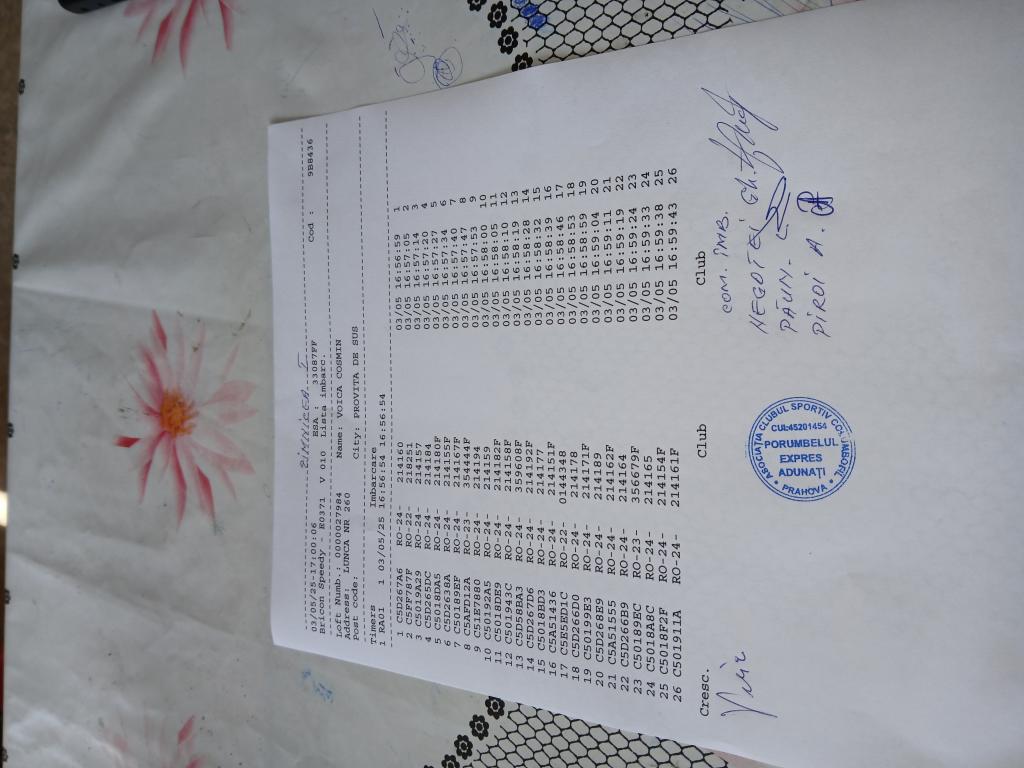 03/05/25-17:00:06
Bricon Speedy - R0371 V 010 ESA : 33087FF Cod : 9BB436
Lista imbarc.
Loft Numb.:0000027984 Name: VOICA COSMIN
Address: LUNCA NR 260 City: PROVITA DE SUS
Post code:
Timers Imbarcare
1 RA01 1 03/05/25 16:56:54 16:56:54
1 C5D267A6 RO-24- 214160 03/05 16:56:59 1
2 C5FF787F RO-22- 218251 03/05 16:57:05 2
3 C5019A29 RO-24- 214157 03/05 16:57:14 3
4 C5D265DC RO-24- 214184 03/05 16:57:20 4
5 C5018DA5 RO-24- 214180F 03/05 16:57:27 5
6 C5D2638A RO-24- 214155F 03/05 16:57:34 6
7 C50189EF RO-24- 214167F 03/05 16:57:40 7
8 C5AFD12A RO-23- 354444F 03/05 16:57:47 8
9 C51E7880 RO-24- 214194 03/05 16:57:53 9
10 C50192A5 RO-24- 214159 03/05 16:58:00 10
11 C5018DE9 RO-24- 214182F 03/05 16:58:05 11
12 C501943C RO-24- 214158F 03/05 16:58:10 12
13 C5D58BA3 RO-24- 259608F 03/05 16:58:19 13
14 C5D267D6 RO-24- 214192F 03/05 16:58:28 14
15 C5018BD3 RO-24- 214177 03/05 16:58:32 15
16 C5A51436 RO-24- 214151F 03/05 16:58:39 16
17 C5E5ED1C RO-22- 0144348 03/05 16:58:46 17
18 C5D266D0 RO-24- 214178 03/05 16:58:53 18
19 C50199E3 RO-24- 214171F 03/05 16:58:59 19
20 C5D268E9 RO-24- 214189 03/05 16:59:04 20
21 C5A51555 RO-24- 214162F 03/05 16:59:11 21
22 C5D266B9 RO-24- 214164 03/05 16:59:19 22
23 C50189EC RO-23- 356679F 03/05 16:59:24 23
24 C5018A8C RO-24- 214165 03/05 16:59:33 24
25 C5018F2F RO-24- 214154F 03/05 16:59:38 25
26 C501911A RO-24- 214161F 03/05 16:59:43 26
Cresc. Club Club
COM. ÎMB.
NEGOTEI GH.
PĂUN
PIROI A.
ASOCIAȚIA CLUBUL SPORTIV COLUMBOFIL
CUI:45201454
PORUMBELUL
EXPRES
ADUNAȚI
PRAHOVA